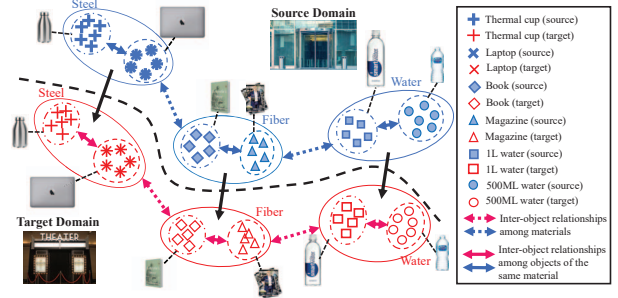 Steel
Source Domain
Water
Fiber
Steel
Target Domain
THEATER
Fiber
Water
Thermal cup (source)
Thermal cup (target)
Laptop (source)
Laptop (target)
Book (source)
Book (target)
Magazine (source)
Magazine (target)
1L water (source)
1L water (target)
500ML water (source)
500ML water (target)
Inter-object relationships
among materials
Inter-object relationships
among objects of the
same material